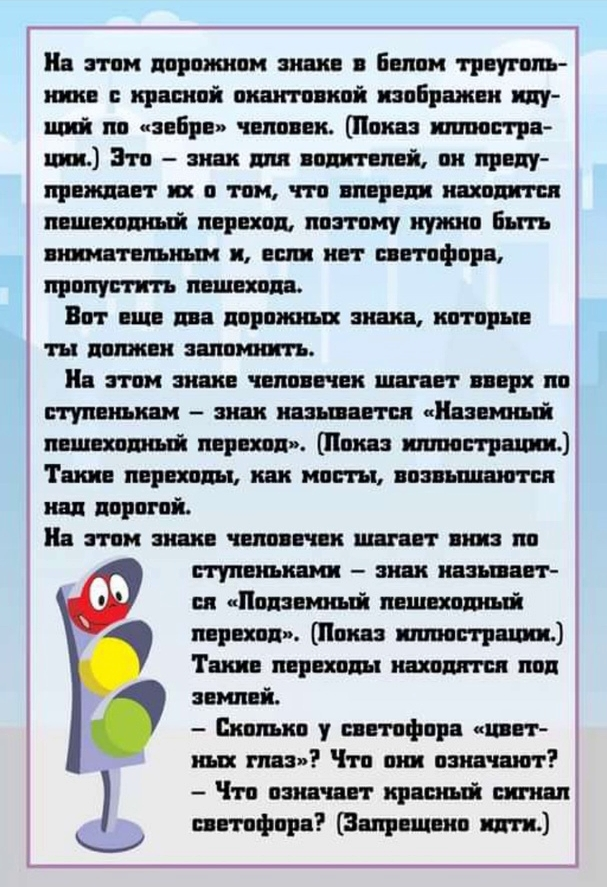 На этом дорожном знаке в белом треуголь-
нике с красной окантовкой изображен иду-
щий по «зебре» человек. (Показ иллюстра-
ции.) Это – знак для водителей, он преду-
преждает их о том, что впереди находится
пешеходный переход, поэтому нужно быть
внимательным и, если нет светофора,
пропустить пешехода.
Вот еще два дорожных знака, которые
ты должен запомнить.
На этом знаке человечек шагает вверх по
ступенькам – знак называется «Наземный
пешеходный переход». (Показ иллюстрации.)
Такие переходы, как мосты, возвышаются
над дорогой.
На этом знаке человечек шагает вниз по
ступеньками – знак называет-
ся «Подземный пешеходный
переход». (Показ иллюстрации.)
Такие переходы находятся под
землей.
– Сколько у светофора «цвет-
ных глаз»? Что они означают?
– Что означает красный сигнал
светофора? (Запрещено идти.)